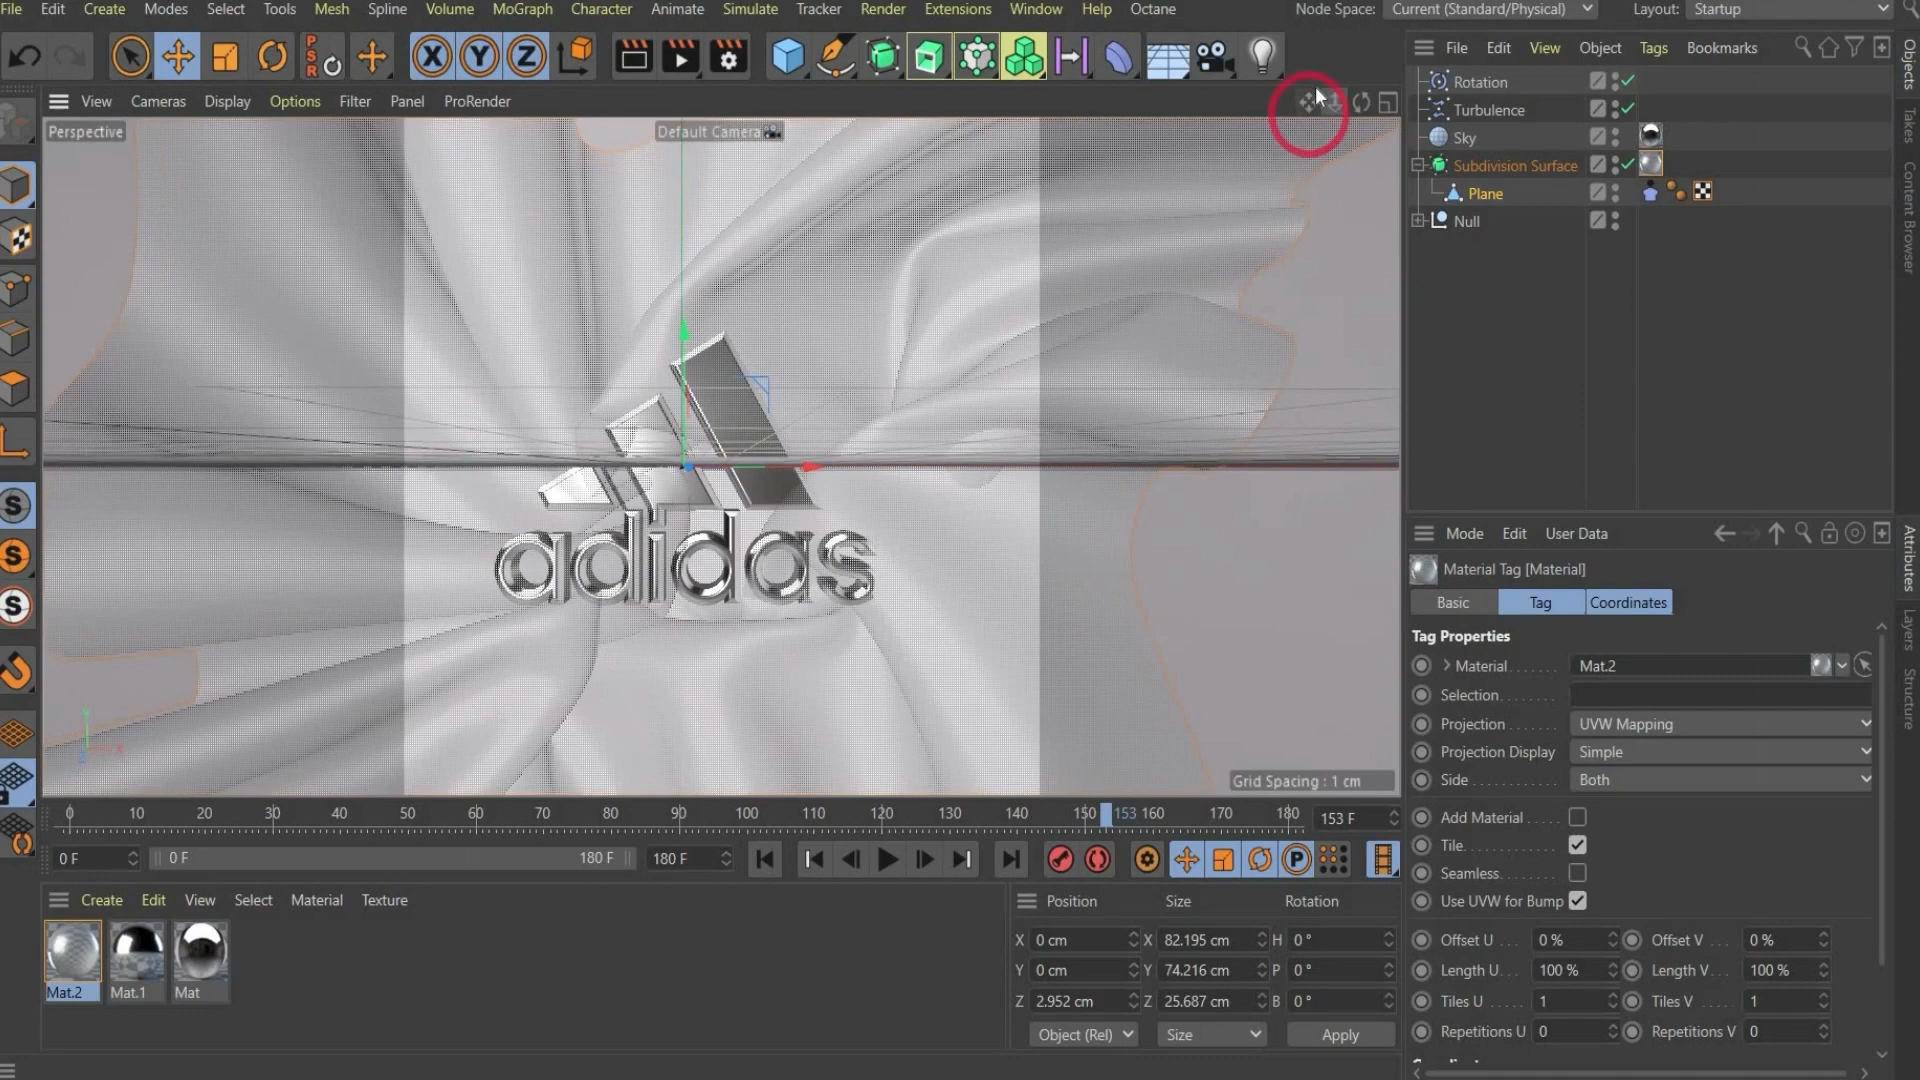 File Edit Create Modes Select Tools Mesh Spline Volume MoGraph Character Animate Simulate Tracker Render Extensions Window Help Octane Node Space: Current (Standard/Physical) Layout: Startup
PSR X Y Z
File Edit View Object Tags Bookmarks
View Cameras Display Options Filter Panel ProRender
Perspective Default Camera
Rotation
Turbulence
Sky
Subdivision Surface
Plane
Null
Objects
Takes
Content Browser
adidas
Y X Z
Grid Spacing : 1 cm
S
S
S
0 10 20 30 40 50 60 70 80 90 100 110 120 130 140 150 153 160 170 180 153 F
0 F 0 F 180 F 180 F P
Create Edit View Select Material Texture
Mat.2 Mat.1 Mat
Position Size Rotation
X 0 cm X 82.195 cm H 0 °
Y 0 cm Y 74.216 cm P 0 °
Z 2.952 cm Z 25.687 cm B 0 °
Object (Rel) Size Apply
Mode Edit User Data
Material Tag [Material]
Basic Tag Coordinates
Tag Properties
Material Mat.2
Selection
Projection UVW Mapping
Projection Display Simple
Side Both
Add Material
Tile
Seamless
Use UVW for Bump
Offset U 0 % Offset V 0 %
Length U 100 % Length V 100 %
Tiles U 1 Tiles V 1
Repetitions U 0 Repetitions V 0
Attributes
Layers
Structure